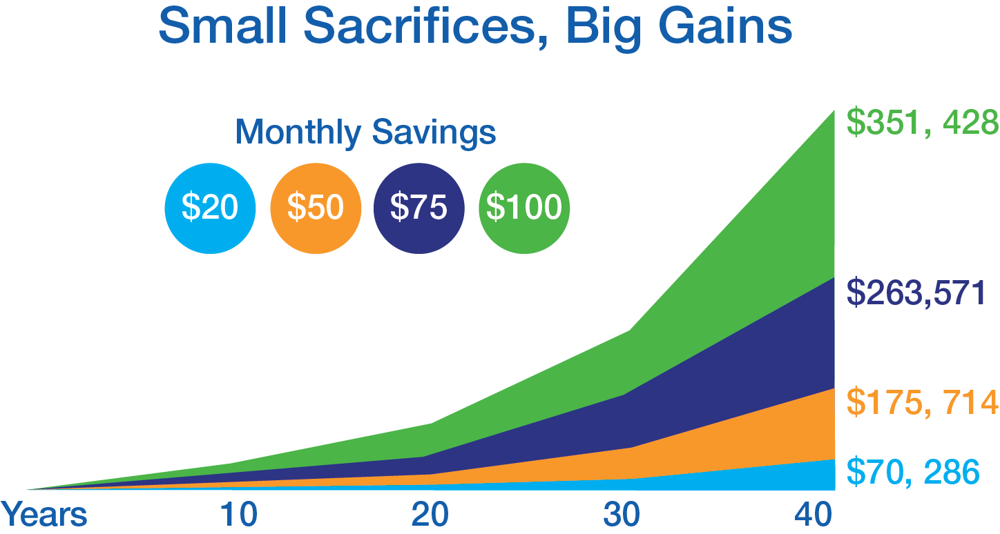 Small Sacrifices, Big Gains
Monthly Savings
$20 $50 $75 $100
$351, 428
$263,571
$175, 714
$70, 286
Years 10 20 30 40